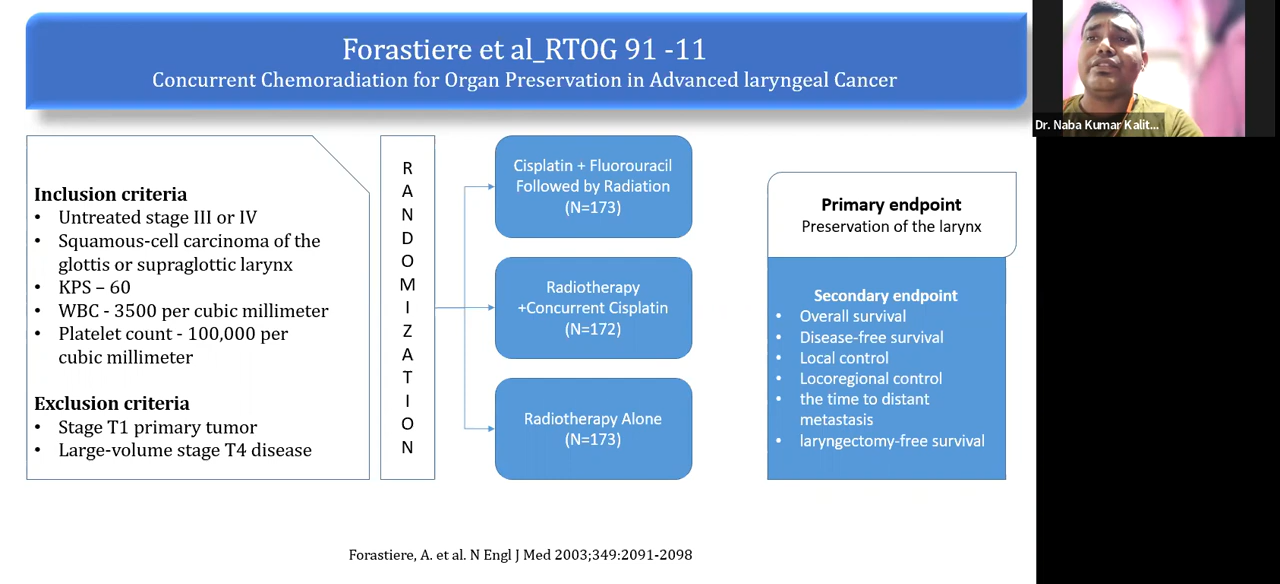 Forastiere et al_RTOG 91 -11
Concurrent Chemoradiation for Organ Preservation in Advanced laryngeal Cancer
Dr. Naba Kumar Kalit...
Inclusion criteria
• Untreated stage III or IV
• Squamous-cell carcinoma of the
glottis or supraglottic larynx
• KPS – 60
• WBC - 3500 per cubic millimeter
• Platelet count - 100,000 per
cubic millimeter
Exclusion criteria
• Stage T1 primary tumor
• Large-volume stage T4 disease
R
A
N
D
O
M
I
Z
A
T
I
O
N
Cisplatin + Fluorouracil
Followed by Radiation
(N=173)
Radiotherapy
+Concurrent Cisplatin
(N=172)
Radiotherapy Alone
(N=173)
Primary endpoint
Preservation of the larynx
Secondary endpoint
• Overall survival
• Disease-free survival
• Local control
• Locoregional control
• the time to distant
metastasis
• laryngectomy-free survival
Forastiere, A. et al. N Engl J Med 2003;349:2091-2098